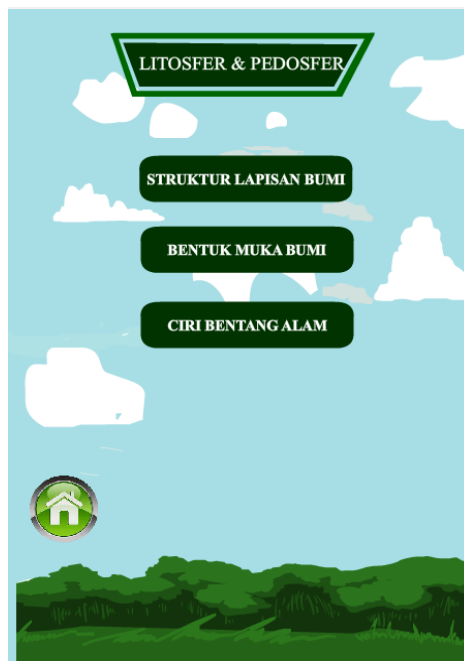 LITOSFER & PEDOSFER
STRUKTUR LAPISAN BUMI
BENTUK MUKA BUMI
CIRI BENTANG ALAM